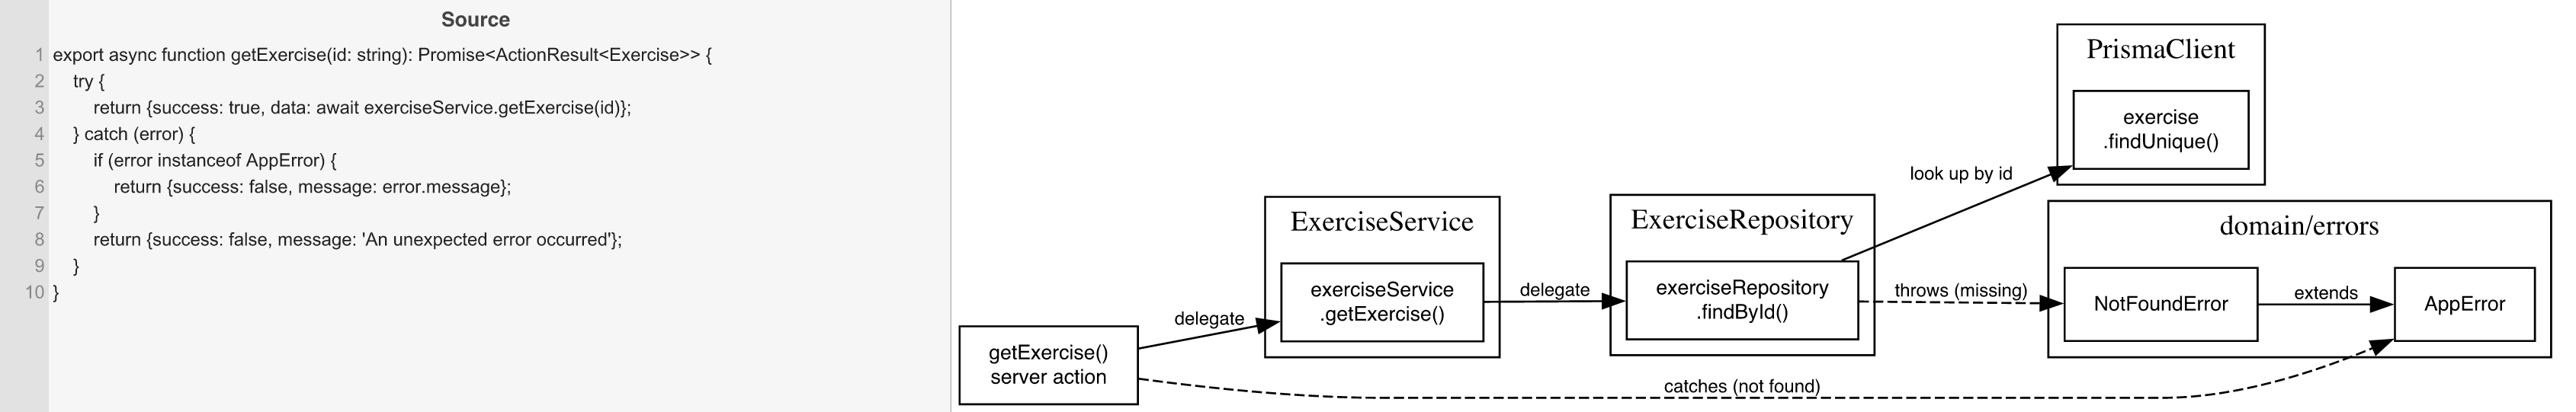 Source
1 export async function getExercise(id: string): Promise<ActionResult<Exercise>> {
2 try {
3 return {success: true, data: await exerciseService.getExercise(id)};
4 } catch (error) {
5 if (error instanceof AppError) {
6 return {success: false, message: error.message};
7 }
8 return {success: false, message: 'An unexpected error occurred'};
9 }
10 }
getExercise()
server action
delegate
ExerciseService
exerciseService
.getExercise()
delegate
ExerciseRepository
exerciseRepository
.findById()
look up by id
PrismaClient
exercise
.findUnique()
throws (missing)
domain/errors
NotFoundError
extends
AppError
catches (not found)